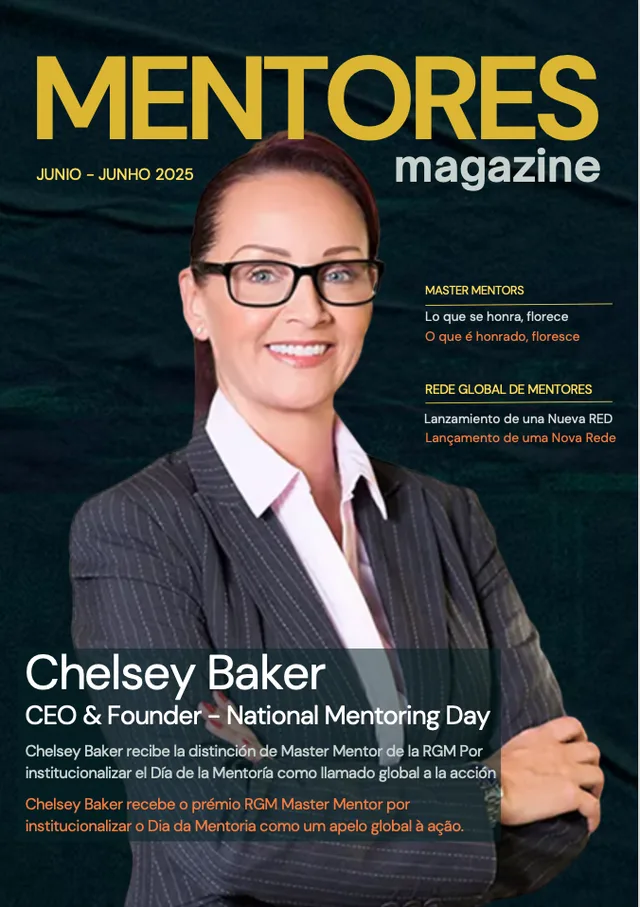 MENTORES
magazine
JUNIO - JUNHO 2025
MASTER MENTORS
Lo que se honra, florece
O que é honrado, floresce
REDE GLOBAL DE MENTORES
Lanzamiento de una Nueva RED
Lançamento de uma Nova Rede
Chelsey Baker
CEO & Founder - National Mentoring Day
Chelsey Baker recibe la distinción de Master Mentor de la RGM Por
institucionalizar el Día de la Mentoría como llamado global a la acción
Chelsey Baker recebe o prémio RGM Master Mentor por
institucionalizar o Dia da Mentoria como um apelo global à ação.